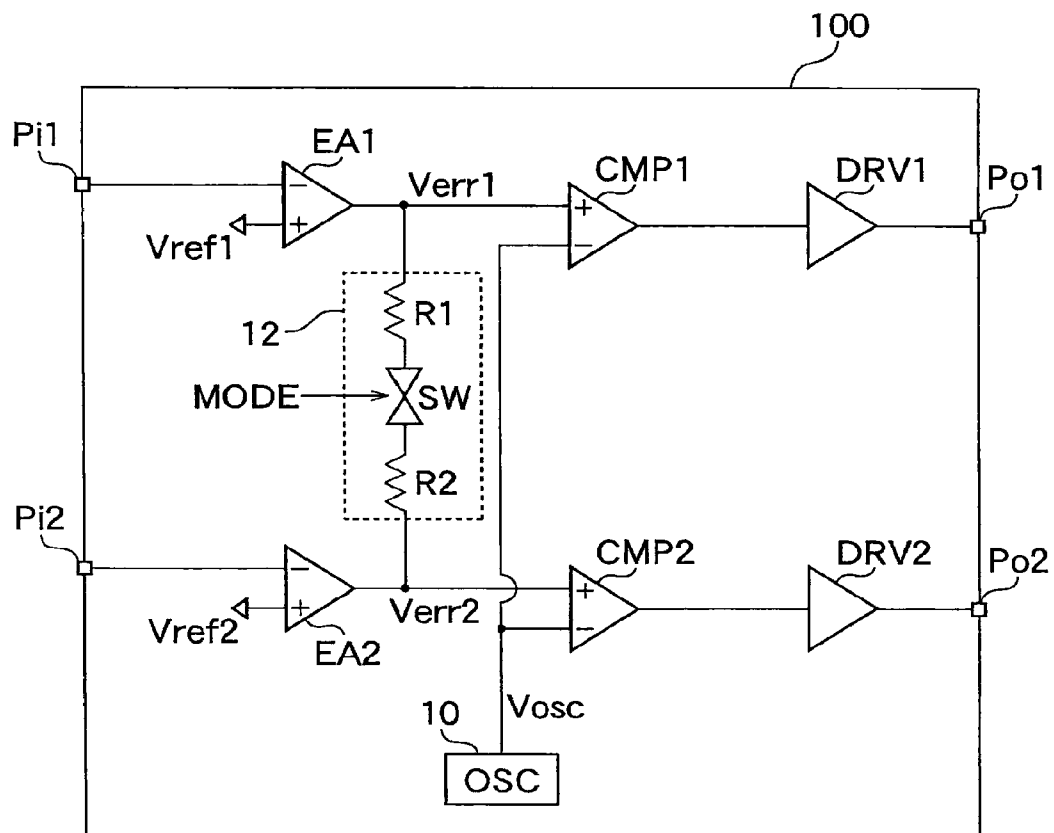 100
Pi1
EA1
Verr1
CMP1
DRV1
Po1
−
+
Vref1
+
−
12
R1
MODE
SW
R2
Pi2
CMP2
DRV2
Po2
−
+
Vref2
Verr2
+
−
EA2
Vosc
10
OSC